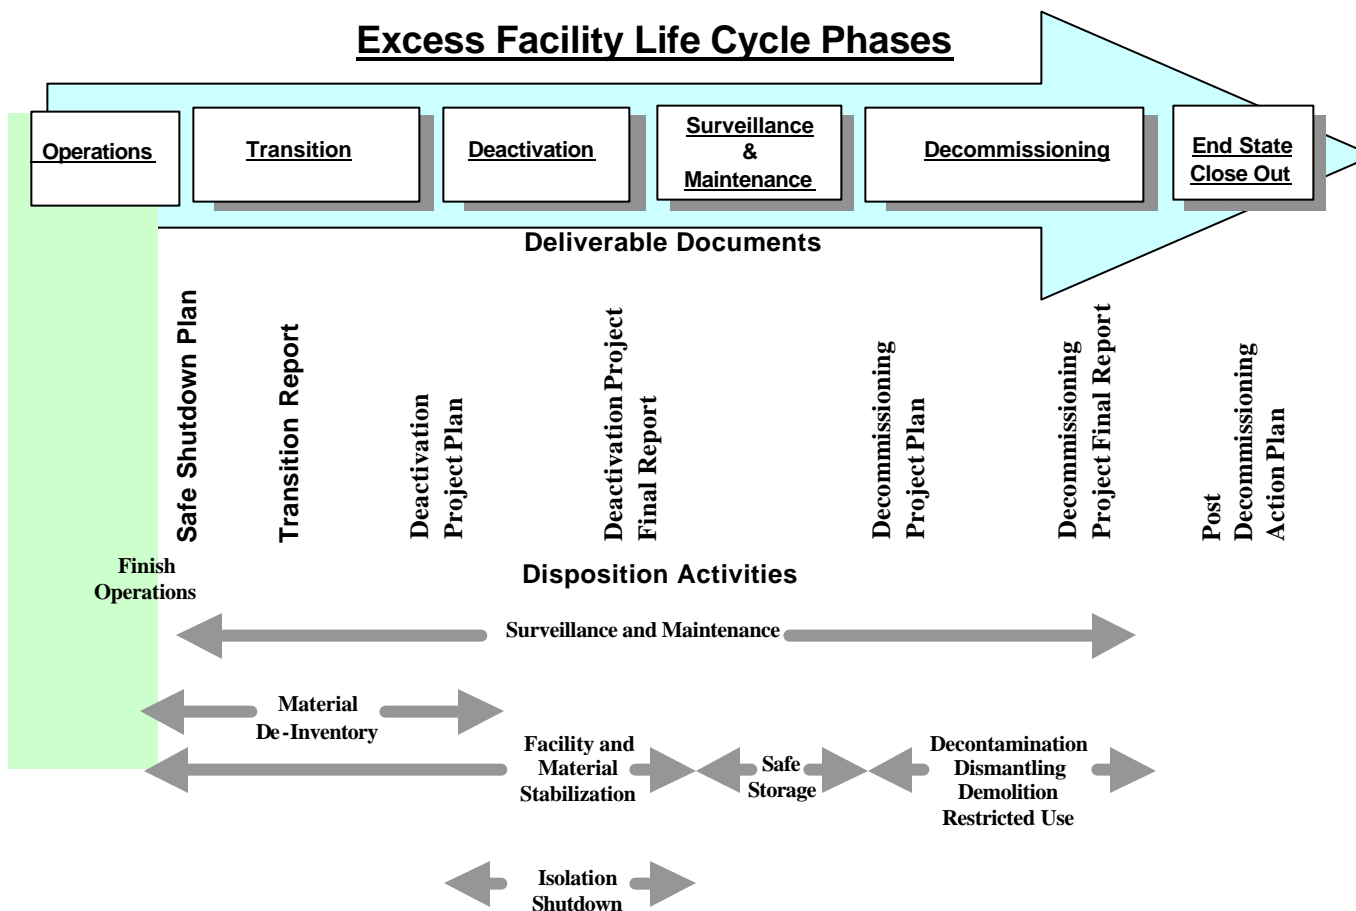 Excess Facility Life Cycle Phases
Operations
Transition
Deactivation
Surveillance
&
Maintenance
Decommissioning
End State
Close Out
Deliverable Documents
Safe Shutdown Plan
Transition Report
Deactivation
Project Plan
Deactivation Project
Final Report
Decommissioning
Project Plan
Decommissioning
Project Final Report
Post
Decommissioning
Action Plan
Finish
Operations
Disposition Activities
Surveillance and Maintenance
Material
De-Inventory
Facility and
Material
Stabilization
Safe
Storage
Decontamination
Dismantling
Demolition
Restricted Use
Isolation
Shutdown